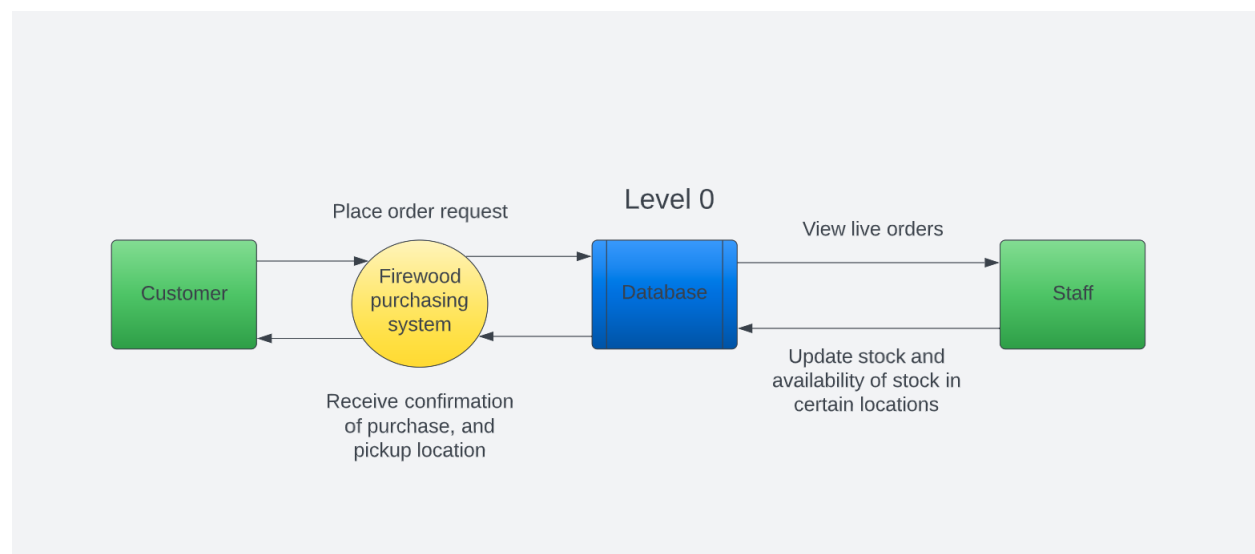 Level 0
Place order request
View live orders
Customer
Firewood
purchasing
system
Database
Staff
Update stock and
availability of stock in
certain locations
Receive confirmation
of purchase, and
pickup location